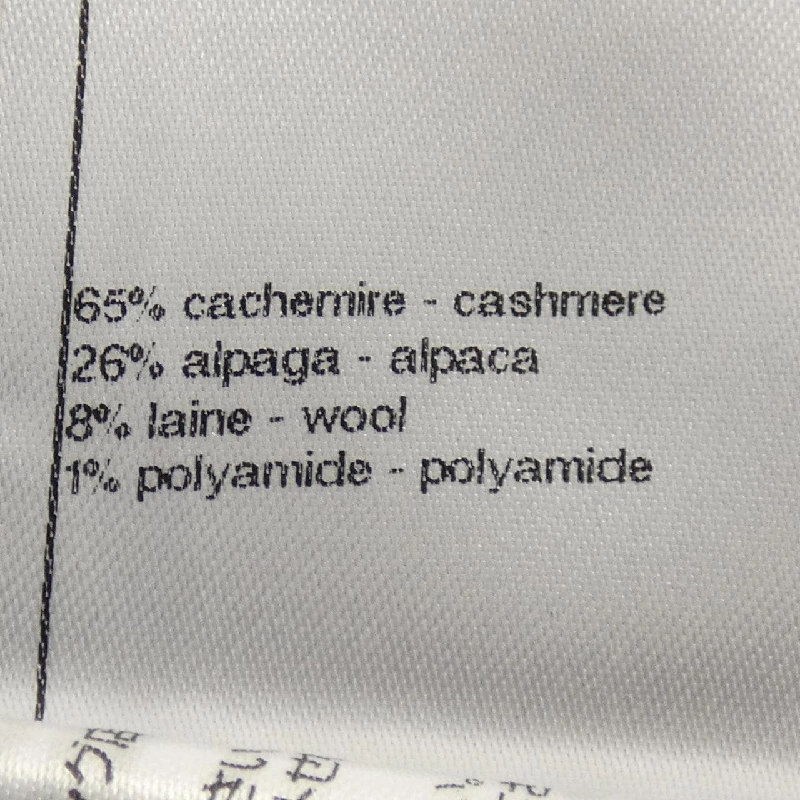 65% cachemire - cashmere
26% alpaga - alpaca
8% laine - wool
1% polyamide - polyamide